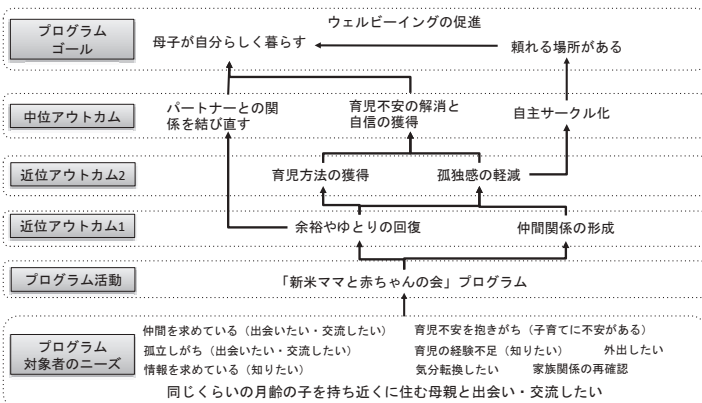 ウェルビーイングの促進
プログラム
ゴール
母子が自分らしく暮らす
頼れる場所がある
中位アウトカム
パートナーとの関
係を結び直す
育児不安の解消と
自信の獲得
自主サークル化
近位アウトカム2
育児方法の獲得
孤独感の軽減
近位アウトカム1
余裕やゆとりの回復
仲間関係の形成
プログラム活動
「新米ママと赤ちゃんの会」プログラム
プログラム
対象者のニーズ
仲間を求めている（出会いたい・交流したい）
育児不安を抱きがち（子育てに不安がある）
孤立しがち（出会いたい・交流したい）
育児の経験不足（知りたい）
外出したい
情報を求めている（知りたい）
気分転換したい
家族関係の再確認
同じくらいの月齢の子を持ち近くに住む母親と出会い・交流したい